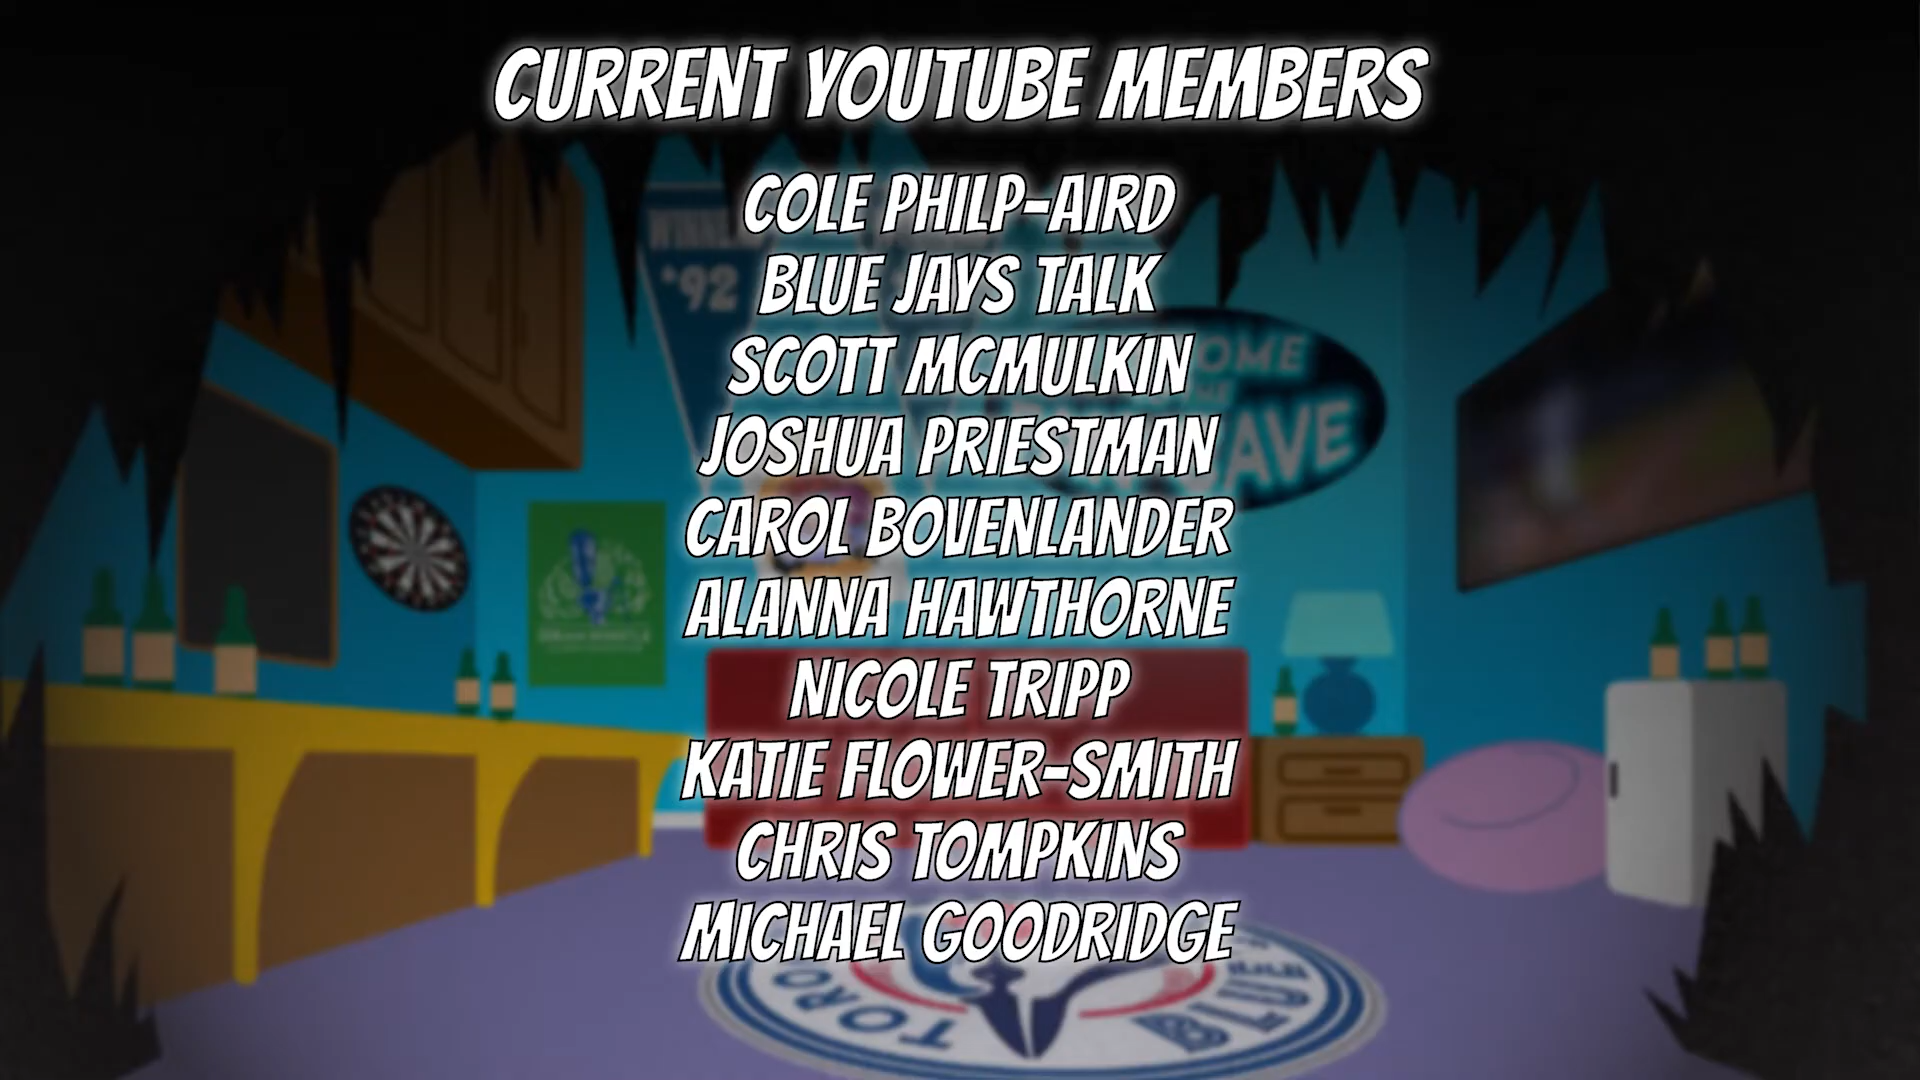 CURRENT YOUTUBE MEMBERS
COLE PHILP-AIRD
BLUE JAYS TALK
SCOTT MCMULKIN
JOSHUA PRIESTMAN
CAROL BOVENLANDER
ALANNA HAWTHORNE
NICOLE TRIPP
KATIE FLOWER-SMITH
CHRIS TOMPKINS
MICHAEL GOODRIDGE
'92